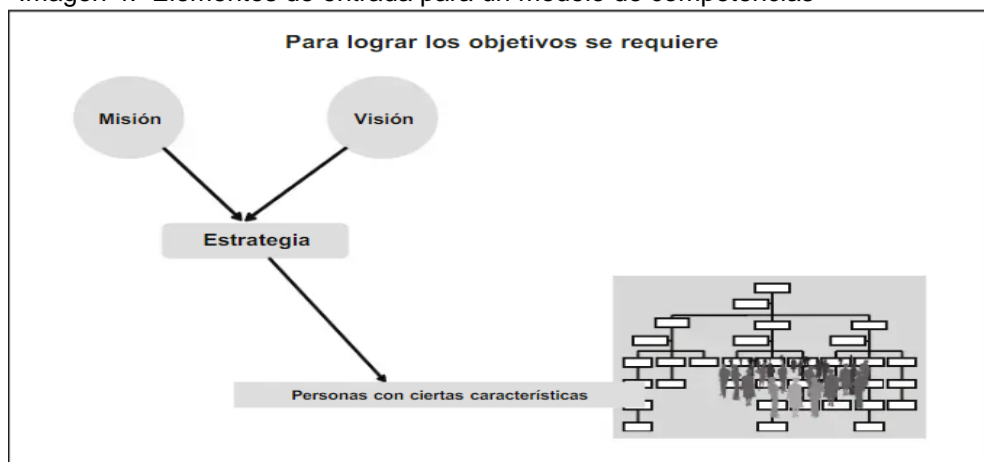 Imagen 4. Elementos de entrada para un modelo de competencias
Para lograr los objetivos se requiere
Misión
Visión
Estrategia
Personas con ciertas características